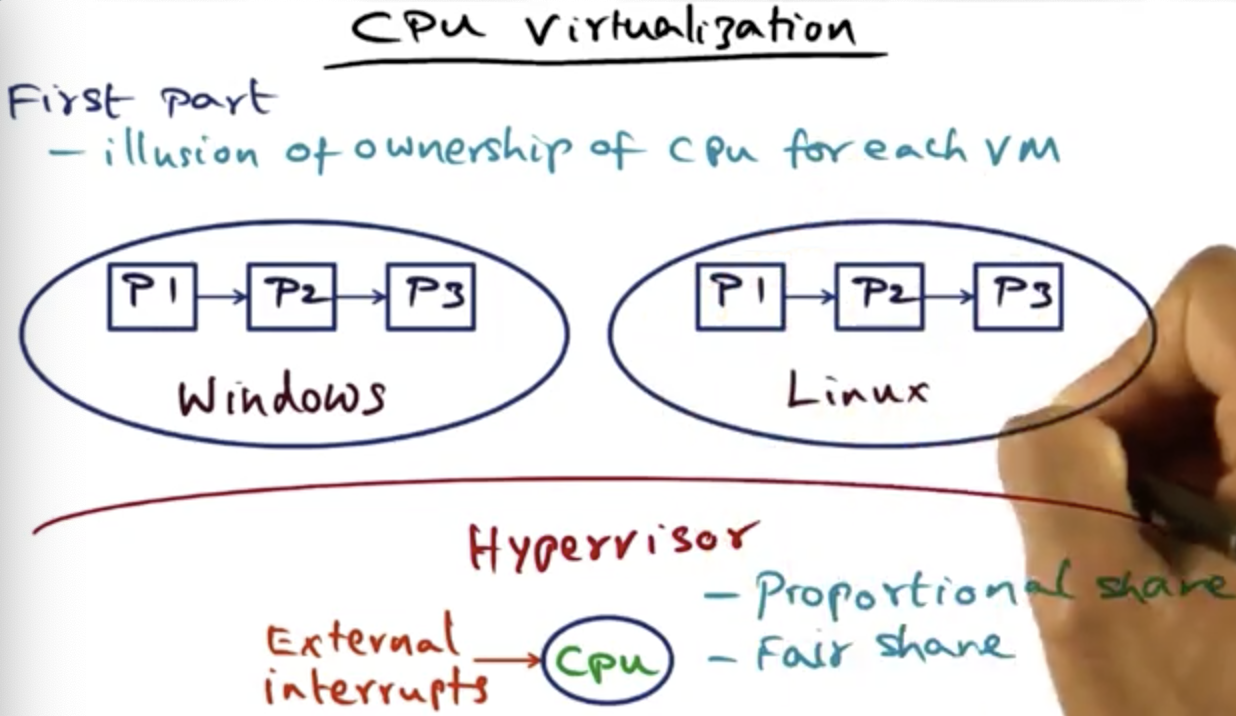 CPU Virtualization
First part
- illusion of ownership of CPU for each VM
P1 P2 P3
P1 P2 P3
Windows
Linux
Hypervisor
- Proportional share
- Fair share
External
interrupts
CPU